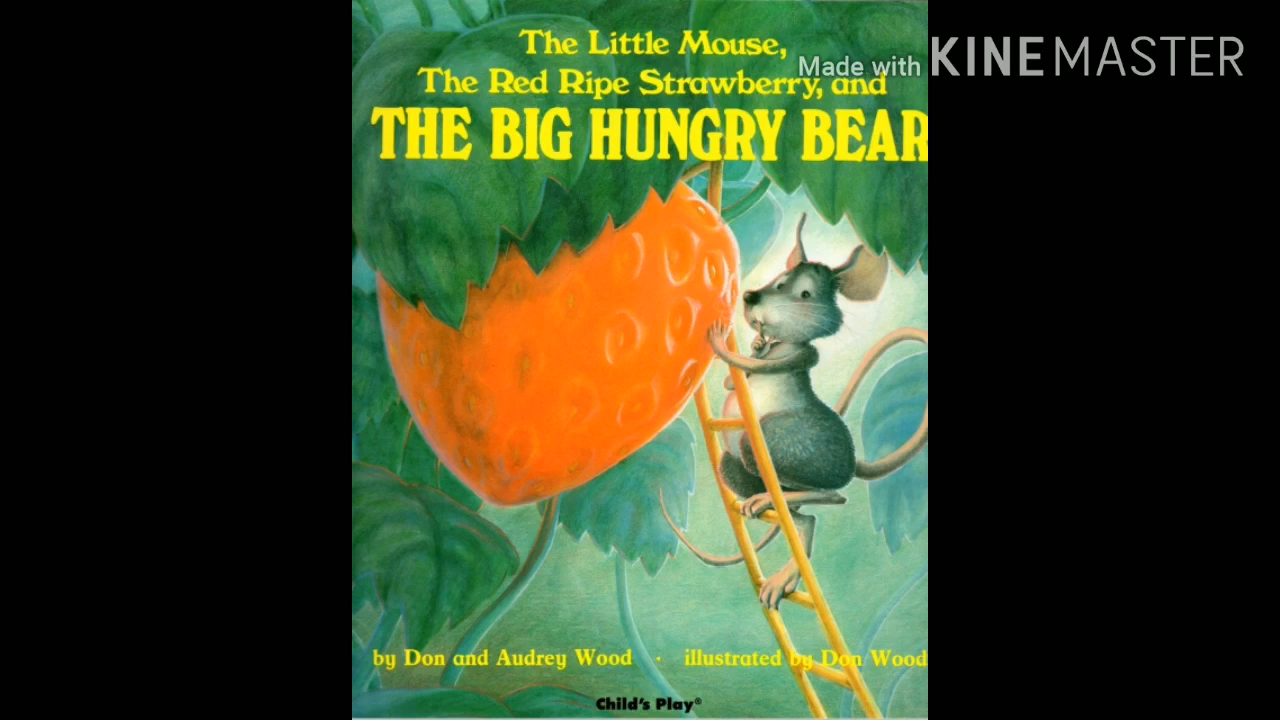 The Little Mouse,
Made with KINEMASTER
The Red Ripe Strawberry, and
THE BIG HUNGRY BEAR
by Don and Audrey Wood · illustrated by Don Wood
Child's Play®